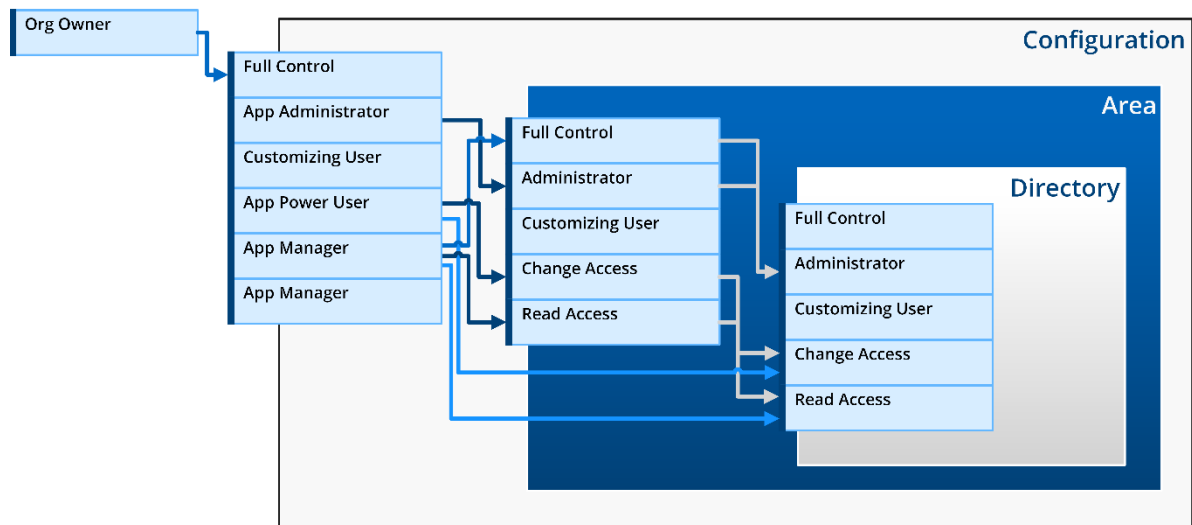 Org Owner
Configuration
Full Control
App Administrator
Customizing User
App Power User
App Manager
App Manager
Area
Full Control
Administrator
Customizing User
Change Access
Read Access
Directory
Full Control
Administrator
Customizing User
Change Access
Read Access